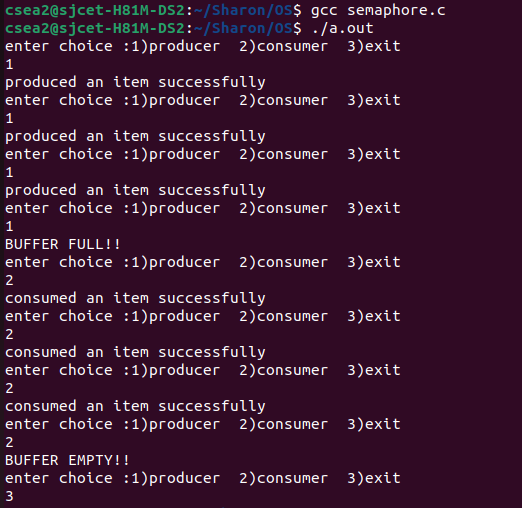 csea2@sjcet-H81M-DS2:~/Sharon/OS$ gcc semaphore.c
csea2@sjcet-H81M-DS2:~/Sharon/OS$ ./a.out
enter choice :1)producer  2)consumer  3)exit
1
produced an item successfully
enter choice :1)producer  2)consumer  3)exit
1
produced an item successfully
enter choice :1)producer  2)consumer  3)exit
1
produced an item successfully
enter choice :1)producer  2)consumer  3)exit
1
BUFFER FULL!!
enter choice :1)producer  2)consumer  3)exit
2
consumed an item successfully
enter choice :1)producer  2)consumer  3)exit
2
consumed an item successfully
enter choice :1)producer  2)consumer  3)exit
2
consumed an item successfully
enter choice :1)producer  2)consumer  3)exit
2
BUFFER EMPTY!!
enter choice :1)producer  2)consumer  3)exit
3